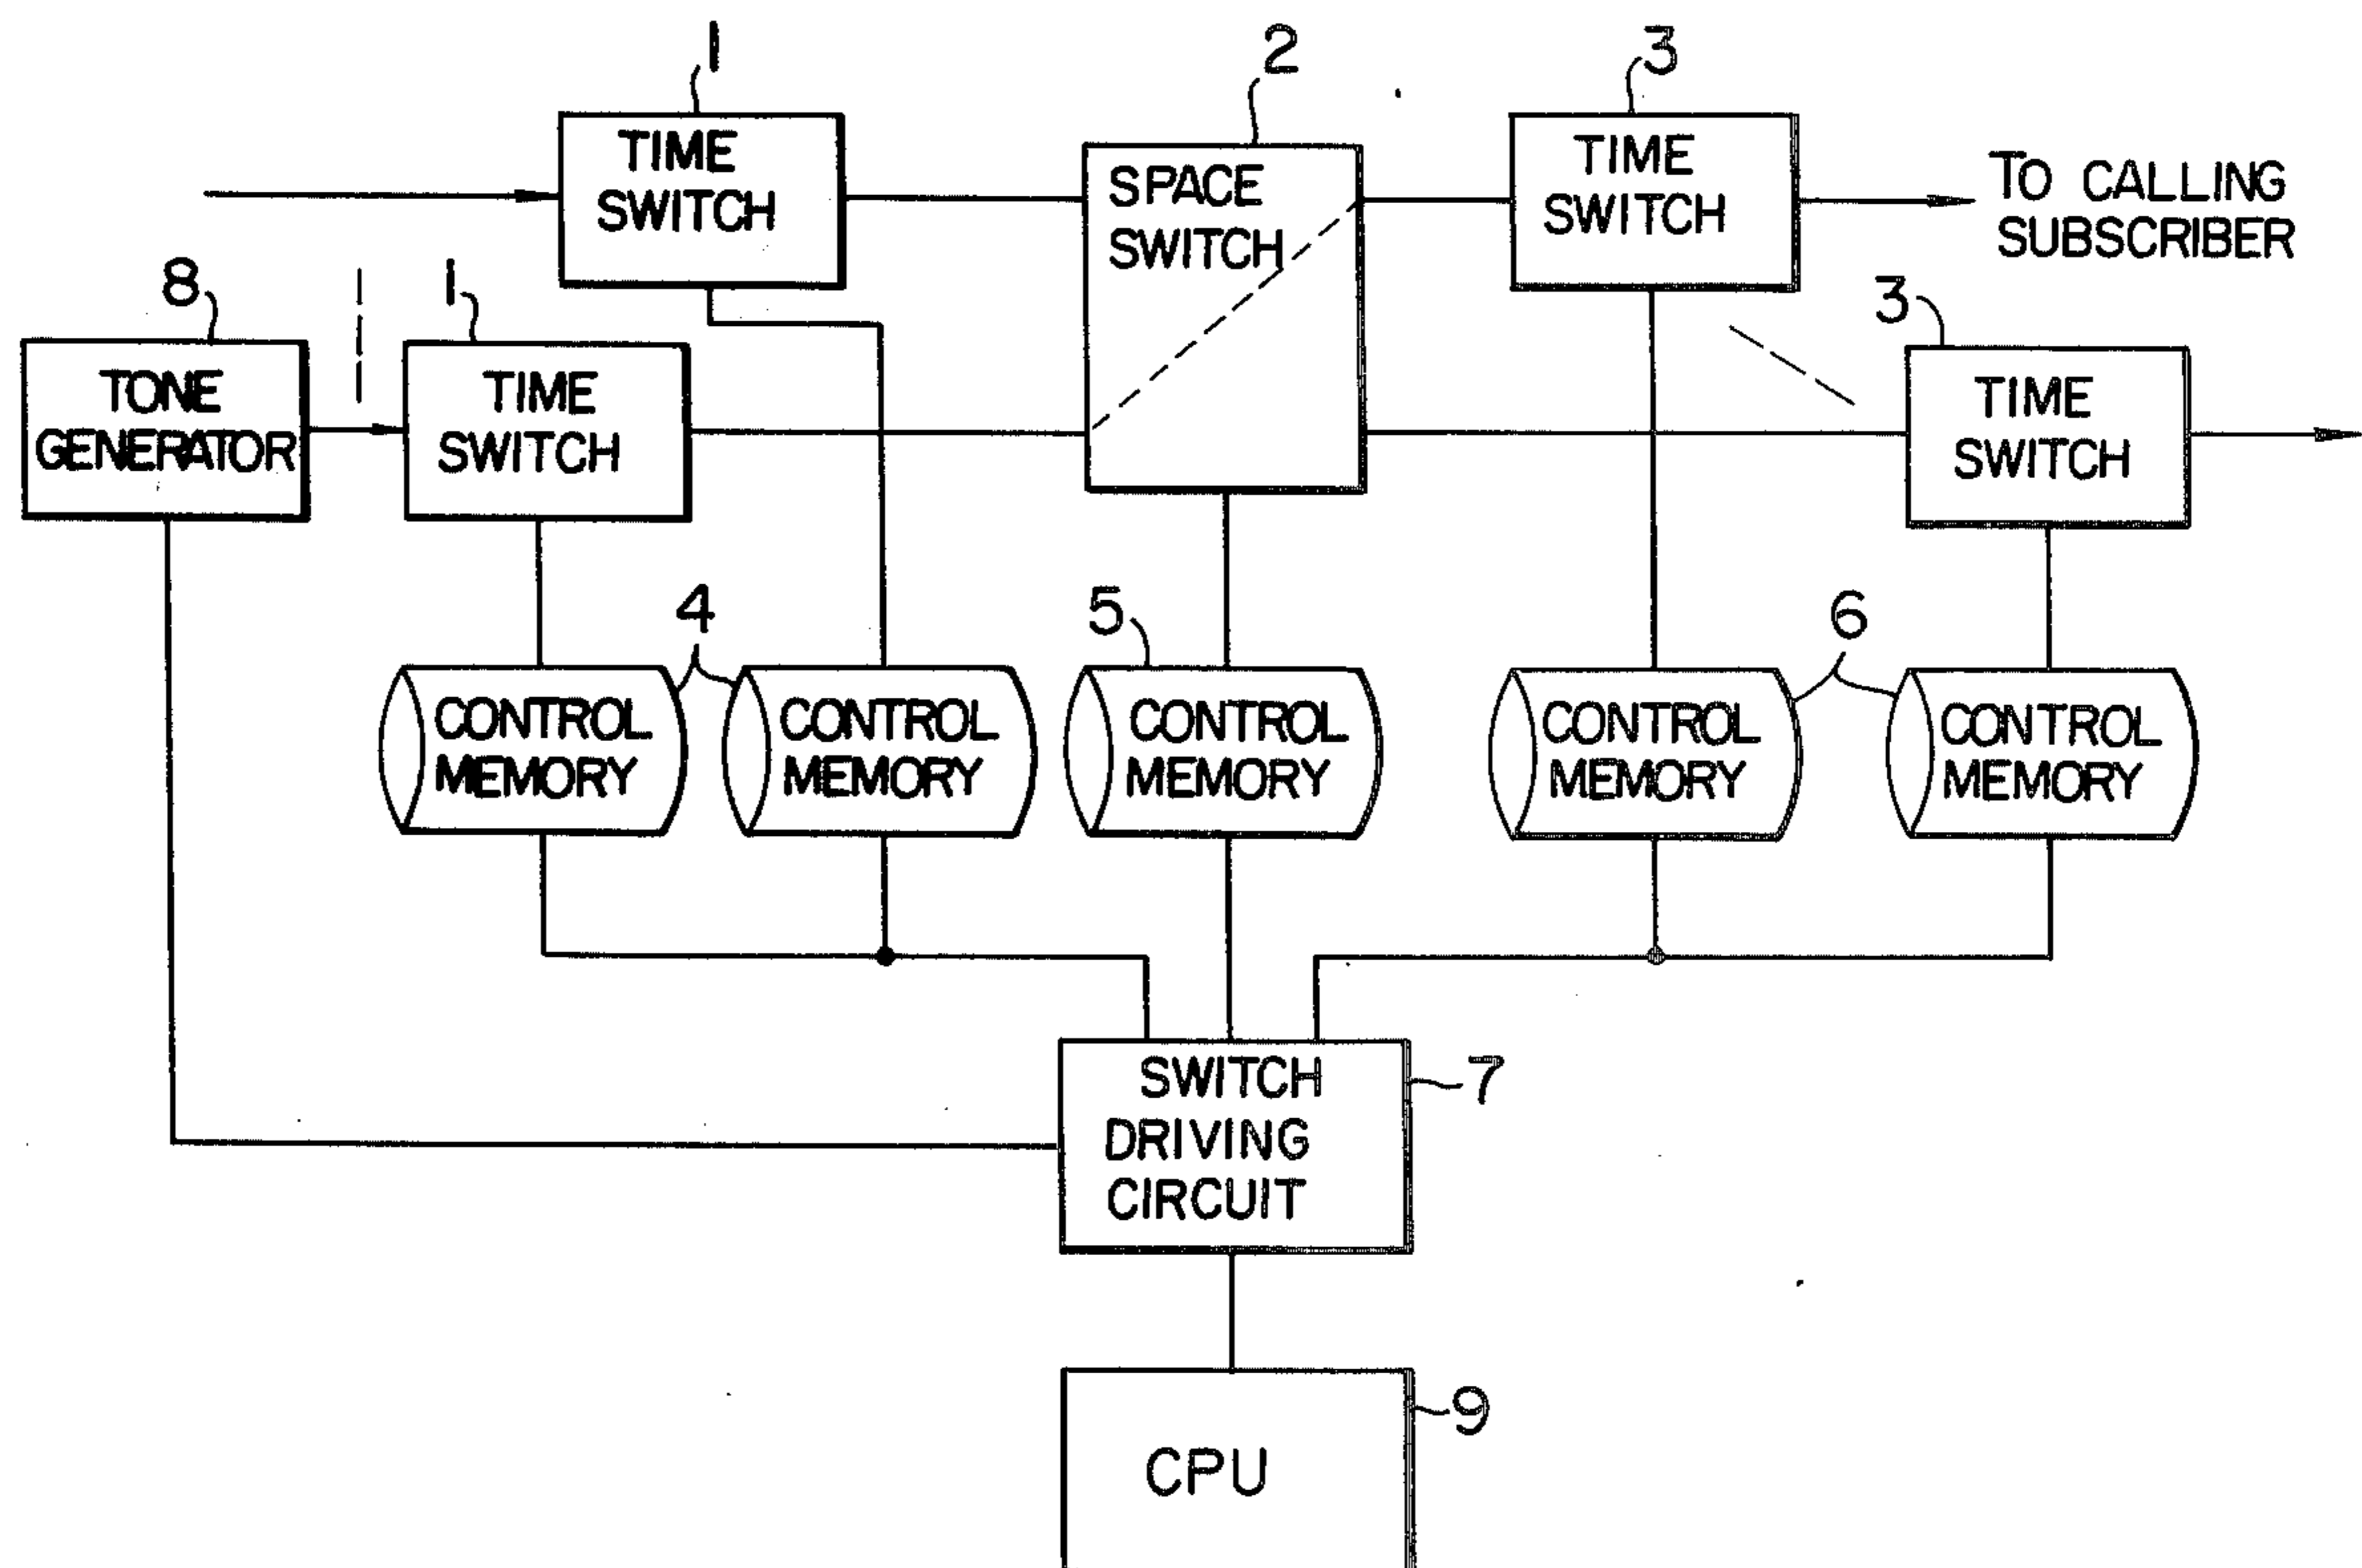 1
2
3
TIME
SWITCH
SPACE
SWITCH
TIME
SWITCH
TO CALLING
SUBSCRIBER
8
1
3
TONE
GENERATOR
TIME
SWITCH
TIME
SWITCH
4
5
6
CONTROL
MEMORY
CONTROL
MEMORY
CONTROL
MEMORY
CONTROL
MEMORY
CONTROL
MEMORY
SWITCH
DRIVING
CIRCUIT
7
CPU
9